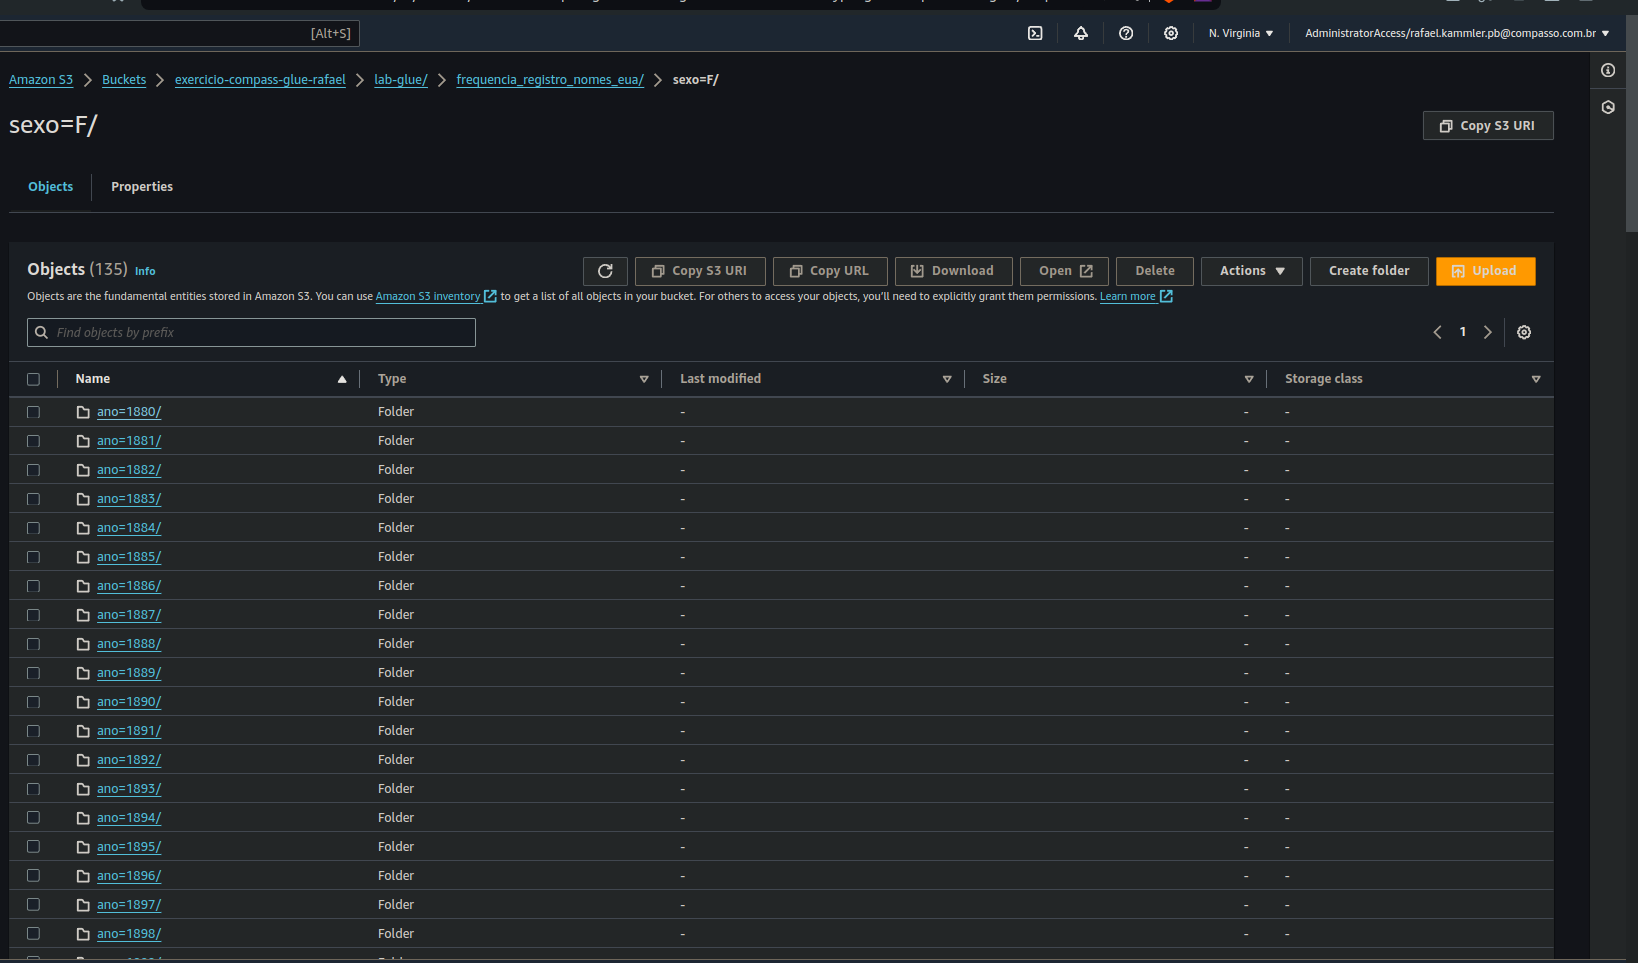 [Alt+S]
N. Virginia
AdministratorAccess/rafael.kammler.pb@compasso.com.br
Amazon S3
Buckets
exercicio-compass-glue-rafael
lab-glue/
frequencia_registro_nomes_eua/
sexo=F/
sexo=F/
Copy S3 URI
Objects
Properties
Objects (135) Info
Copy S3 URI
Copy URL
Download
Open
Delete
Actions
Create folder
Upload
Objects are the fundamental entities stored in Amazon S3. You can use Amazon S3 Inventory to get a list of all objects in your bucket. For others to access your objects, you'll need to explicitly grant them permissions. Learn more
Find objects by prefix
1
Name Type Last modified Size Storage class
ano=1880/ Folder - - -
ano=1881/ Folder - - -
ano=1882/ Folder - - -
ano=1883/ Folder - - -
ano=1884/ Folder - - -
ano=1885/ Folder - - -
ano=1886/ Folder - - -
ano=1887/ Folder - - -
ano=1888/ Folder - - -
ano=1889/ Folder - - -
ano=1890/ Folder - - -
ano=1891/ Folder - - -
ano=1892/ Folder - - -
ano=1893/ Folder - - -
ano=1894/ Folder - - -
ano=1895/ Folder - - -
ano=1896/ Folder - - -
ano=1897/ Folder - - -
ano=1898/ Folder - - -